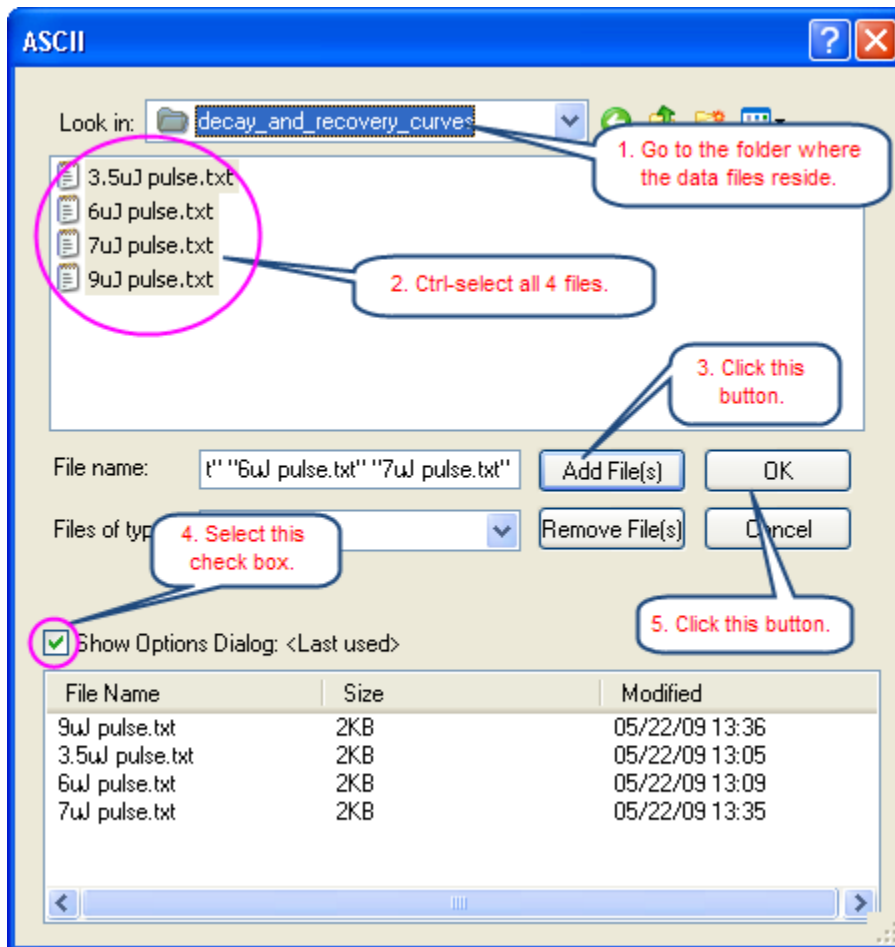 ASCII
Look in: decay_and_recovery_curves
1. Go to the folder where
the data files reside.
3.5uJ pulse.txt
6uJ pulse.txt
7uJ pulse.txt
9uJ pulse.txt
2. Ctrl-select all 4 files.
3. Click this
button.
File name: t" "6uJ pulse.txt" "7uJ pulse.txt" Add File(s) OK
Files of typ Remove File(s) Cancel
4. Select this
check box.
5. Click this button.
Show Options Dialog: <Last used>
File Name Size Modified
9uJ pulse.txt 2KB 05/22/09 13:36
3.5uJ pulse.txt 2KB 05/22/09 13:05
6uJ pulse.txt 2KB 05/22/09 13:09
7uJ pulse.txt 2KB 05/22/09 13:35